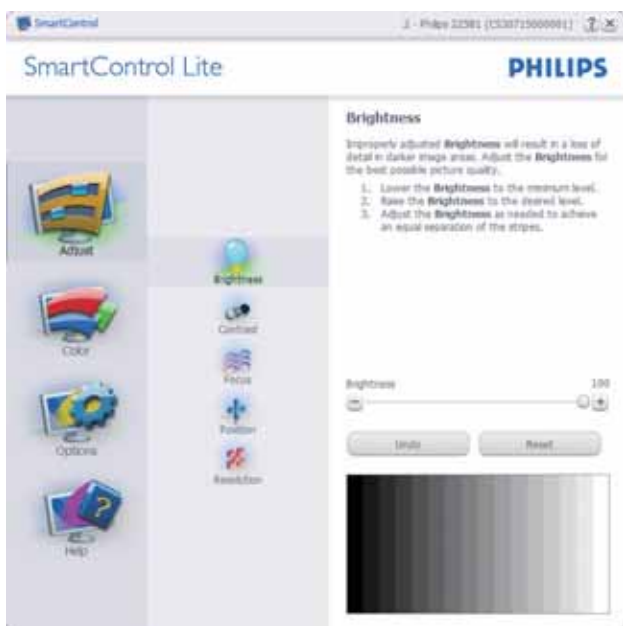 SmartControl
SmartControl Lite
PHILIPS
Adjust
Color
Options
Help
Brightness
Contrast
Focus
Position
Resolution
Brightness
Improperly adjusted Brightness will result in a loss of
detail in darker image areas. Adjust the Brightness for
the best possible picture quality.
1. Lower the Brightness to the minimum level.
2. Raise the Brightness to the desired level.
3. Adjust the Brightness as needed to achieve
an equal separation of the stripes.
Brightness 100
Undo Reset